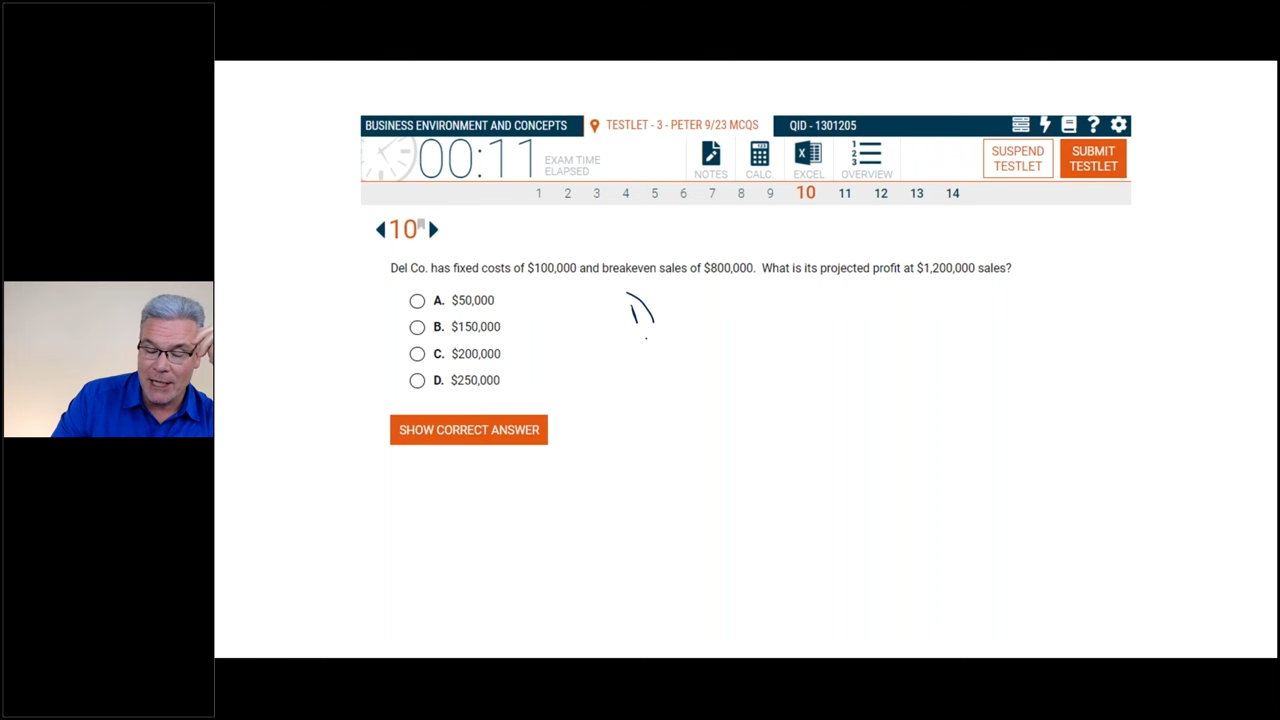 BUSINESS ENVIRONMENT AND CONCEPTS TESTLET - 3 - PETER 9/23 MCQS QID - 1301205
00:11 EXAM TIME ELAPSED NOTES CALC. EXCEL OVERVIEW SUSPEND TESTLET SUBMIT TESTLET
1 2 3 4 5 6 7 8 9 10 11 12 13 14
10
Del Co. has fixed costs of $100,000 and breakeven sales of $800,000. What is its projected profit at $1,200,000 sales?
A. $50,000
B. $150,000
C. $200,000
D. $250,000
SHOW CORRECT ANSWER